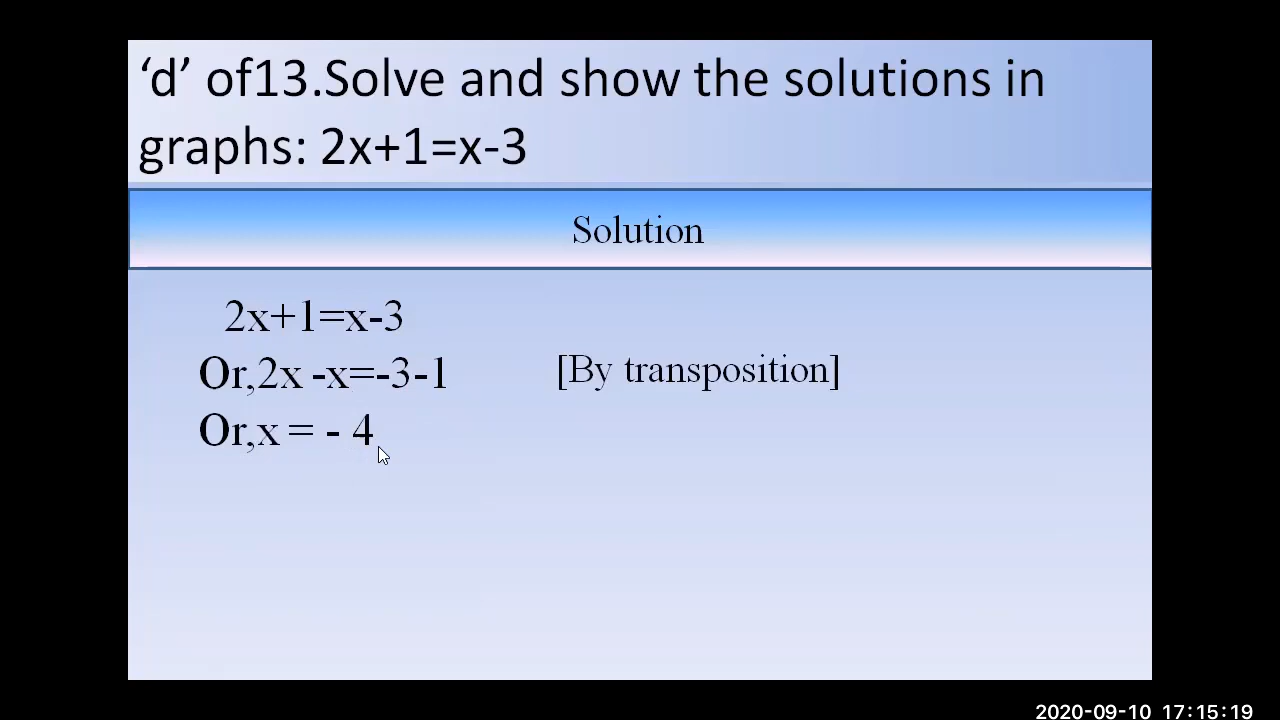 ‘d’ of13.Solve and show the solutions in
graphs: 2x+1=x-3
Solution
2x+1=x-3
Or,2x -x=-3-1 [By transposition]
Or,x = - 4
2020-09-10 17:15:19